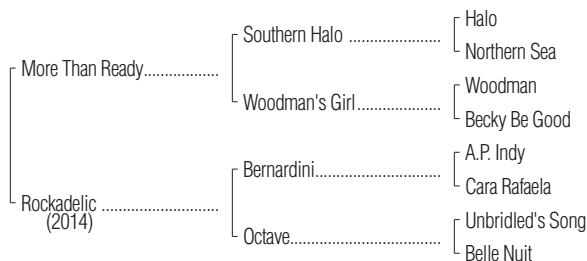 Halo
Southern Halo ..................
Northern Sea
More Than Ready..................
Woodman
Woodman's Girl..................
Becky Be Good
A.P. Indy
Bernardini...........................
Cara Rafaela
Rockadelic ..........................
(2014)
Unbridled's Song
Octave.................................
Belle Nuit